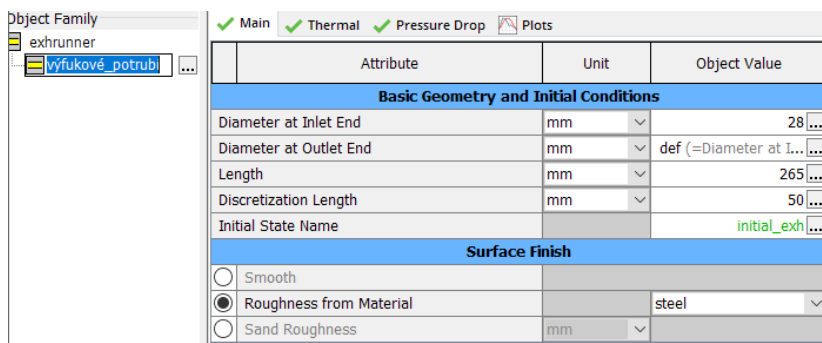 Object Family
exhrunner
výfukové_potrubi ...
Main Thermal Pressure Drop Plots
Attribute Unit Object Value
Basic Geometry and Initial Conditions
Diameter at Inlet End mm 28 ...
Diameter at Outlet End mm def (=Diameter at I... ...
Length mm 265 ...
Discretization Length mm 50 ...
Initial State Name initial_exh ...
Surface Finish
Smooth
Roughness from Material steel
Sand Roughness mm